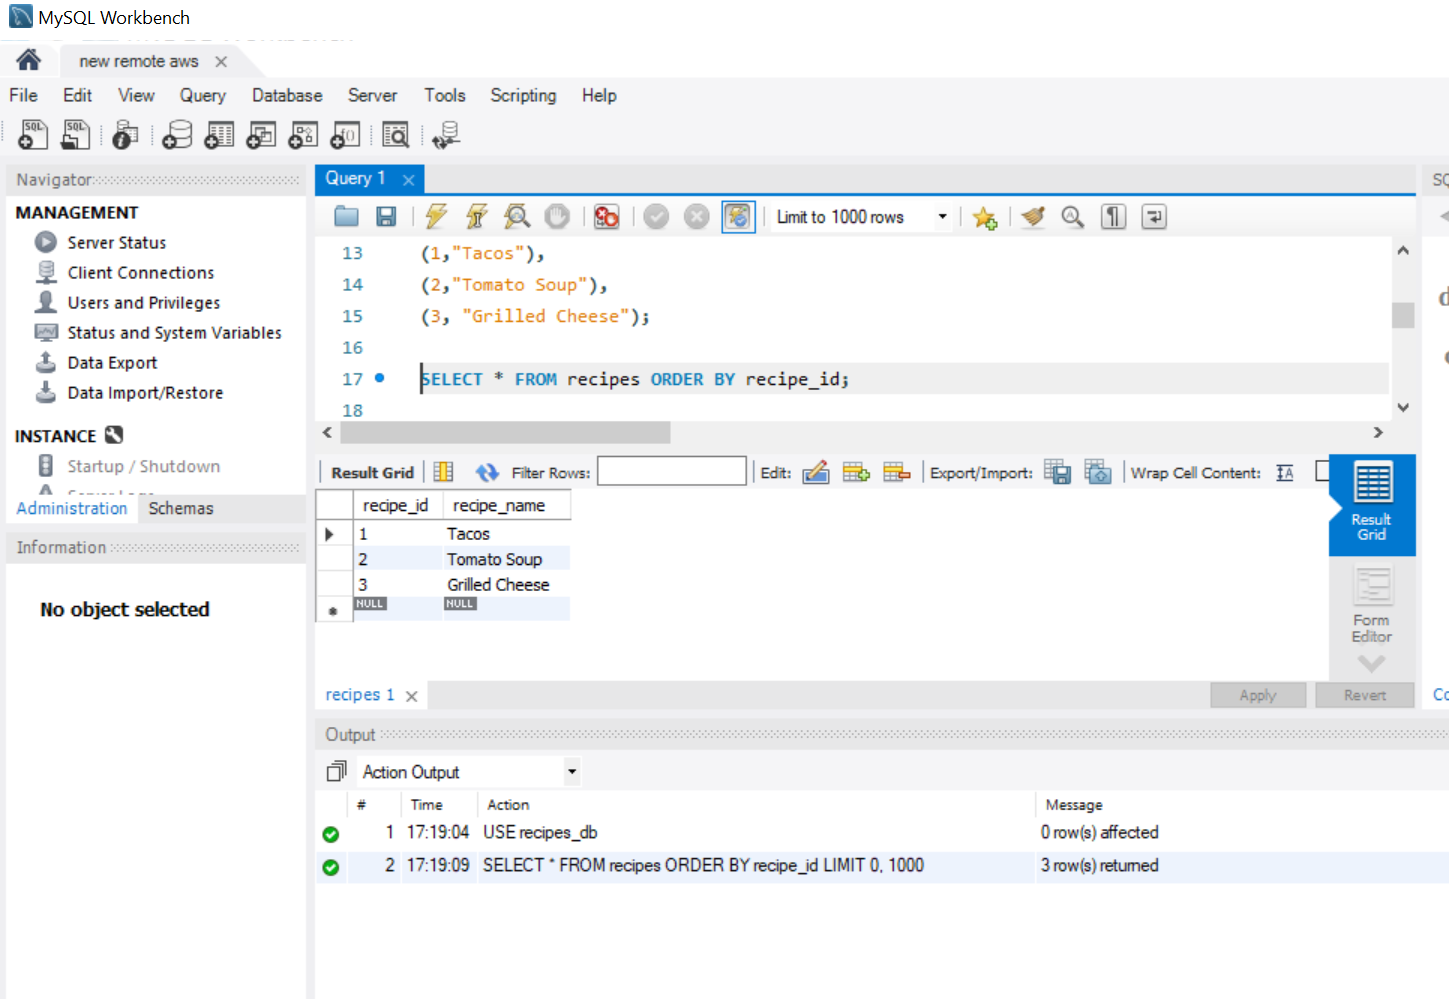 MySQL Workbench
new remote aws
File Edit View Query Database Server Tools Scripting Help
Navigator
MANAGEMENT
Server Status
Client Connections
Users and Privileges
Status and System Variables
Data Export
Data Import/Restore
INSTANCE
Startup / Shutdown
Administration Schemas
Information
No object selected
Query 1
Limit to 1000 rows
13 (1,"Tacos"),
14 (2,"Tomato Soup"),
15 (3, "Grilled Cheese");
16
17 SELECT * FROM recipes ORDER BY recipe_id;
18
Result Grid Filter Rows: Edit: Export/Import: Wrap Cell Content:
recipe_id recipe_name
1 Tacos
2 Tomato Soup
3 Grilled Cheese
NULL NULL
Result
Grid
Form
Editor
recipes 1 Apply Revert
Output
Action Output
# Time Action Message
1 17:19:04 USE recipes_db 0 row(s) affected
2 17:19:09 SELECT * FROM recipes ORDER BY recipe_id LIMIT 0, 1000 3 row(s) returned